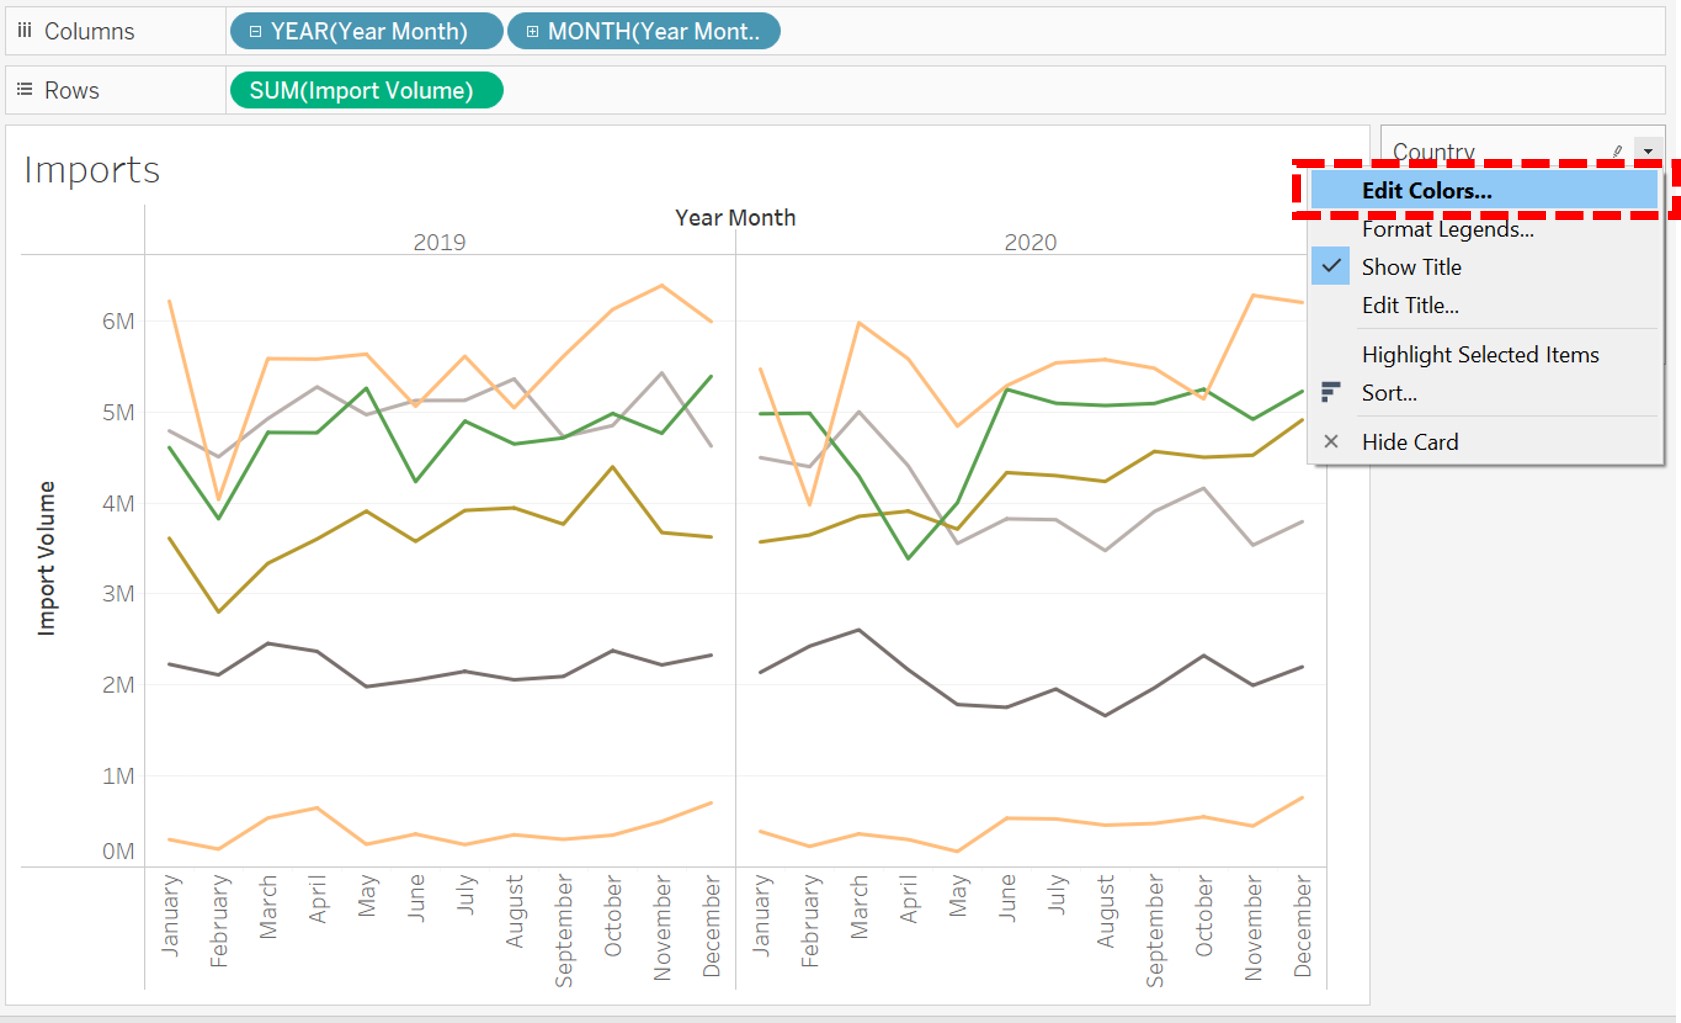 Columns
YEAR(Year Month)
MONTH(Year Mont..
Rows
SUM(Import Volume)
Imports
Country
Edit Colors...
Format Legends...
Show Title
Edit Title...
Highlight Selected Items
Sort...
Hide Card
Year Month
2019
2020
Import Volume
6M
5M
4M
3M
2M
1M
0M
January
February
March
April
May
June
July
August
September
October
November
December
January
February
March
April
May
June
July
August
September
October
November
December